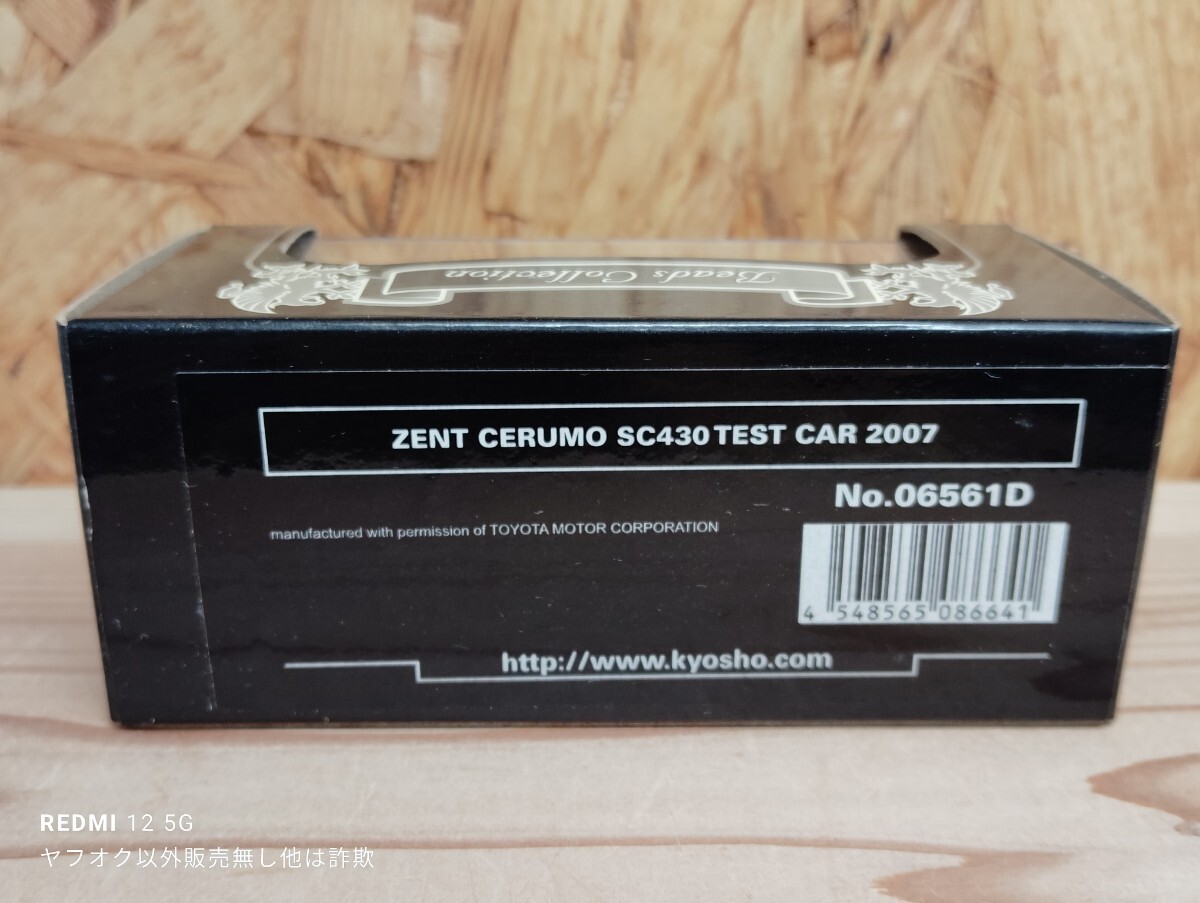 Beads Collection
ZENT CERUMO SC430 TEST CAR 2007
No.06561D
manufactured with permission of TOYOTA MOTOR CORPORATION
4 548565 086641
http://www.kyosho.com
REDMI 12 5G
ヤフオク以外販売無し他は詐欺